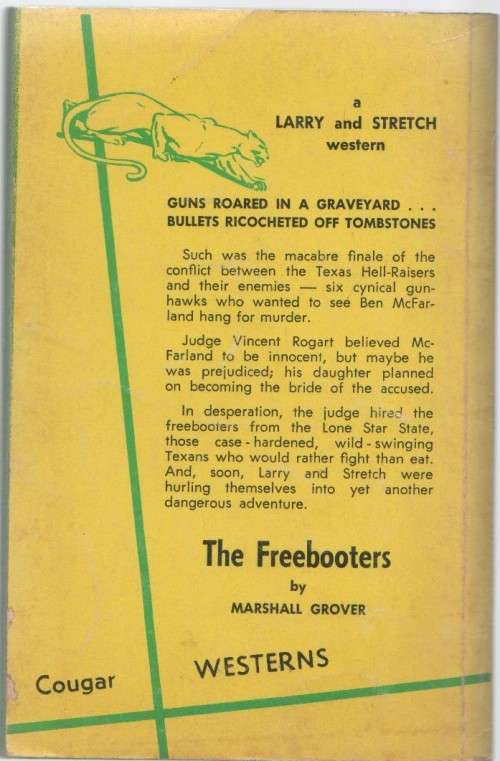 a
LARRY and STRETCH
western
GUNS ROARED IN A GRAVEYARD . . .
BULLETS RICOCHETED OFF TOMBSTONES
Such was the macabre finale of the
conflict between the Texas Hell-Raisers
and their enemies — six cynical gun-
hawks who wanted to see Ben McFar-
land hang for murder.
Judge Vincent Rogart believed Mc-
Farland to be innocent, but maybe he
was prejudiced; his daughter planned
on becoming the bride of the accused.
In desperation, the judge hired the
freebooters from the Lone Star State,
those case-hardened, wild-swinging
Texans who would rather fight than eat.
And, soon, Larry and Stretch were
hurling themselves into yet another
dangerous adventure.
The Freebooters
by
MARSHALL GROVER
Cougar WESTERNS